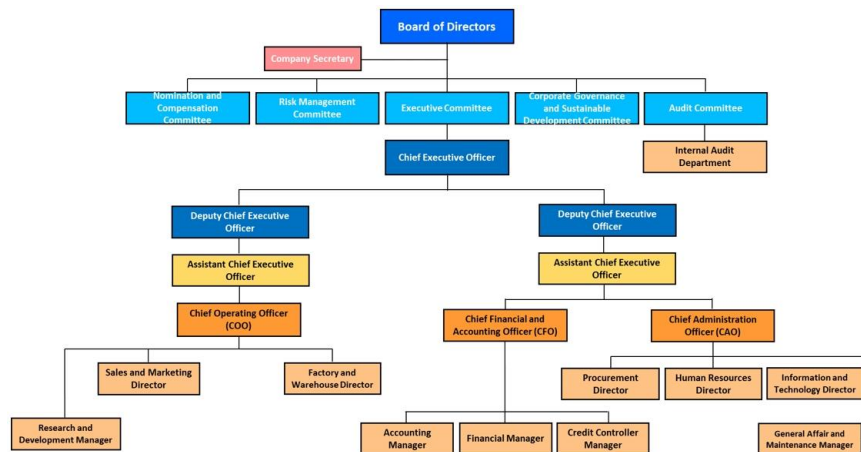 Board of Directors
Company Secretary
Nomination and
Compensation
Committee
Risk Management
Committee
Executive Committee
Corporate Governance
and Sustainable
Development Committee
Audit Committee
Internal Audit
Department
Chief Executive Officer
Deputy Chief Executive
Officer
Deputy Chief Executive
Officer
Assistant Chief Executive
Officer
Assistant Chief Executive
Officer
Chief Operating Officer
(COO)
Chief Financial and
Accounting Officer (CFO)
Chief Administration
Officer (CAO)
Sales and Marketing
Director
Factory and
Warehouse Director
Procurement
Director
Human Resources
Director
Information and
Technology Director
Research and
Development Manager
Accounting
Manager
Financial Manager
Credit Controller
Manager
General Affair and
Maintenance Manager